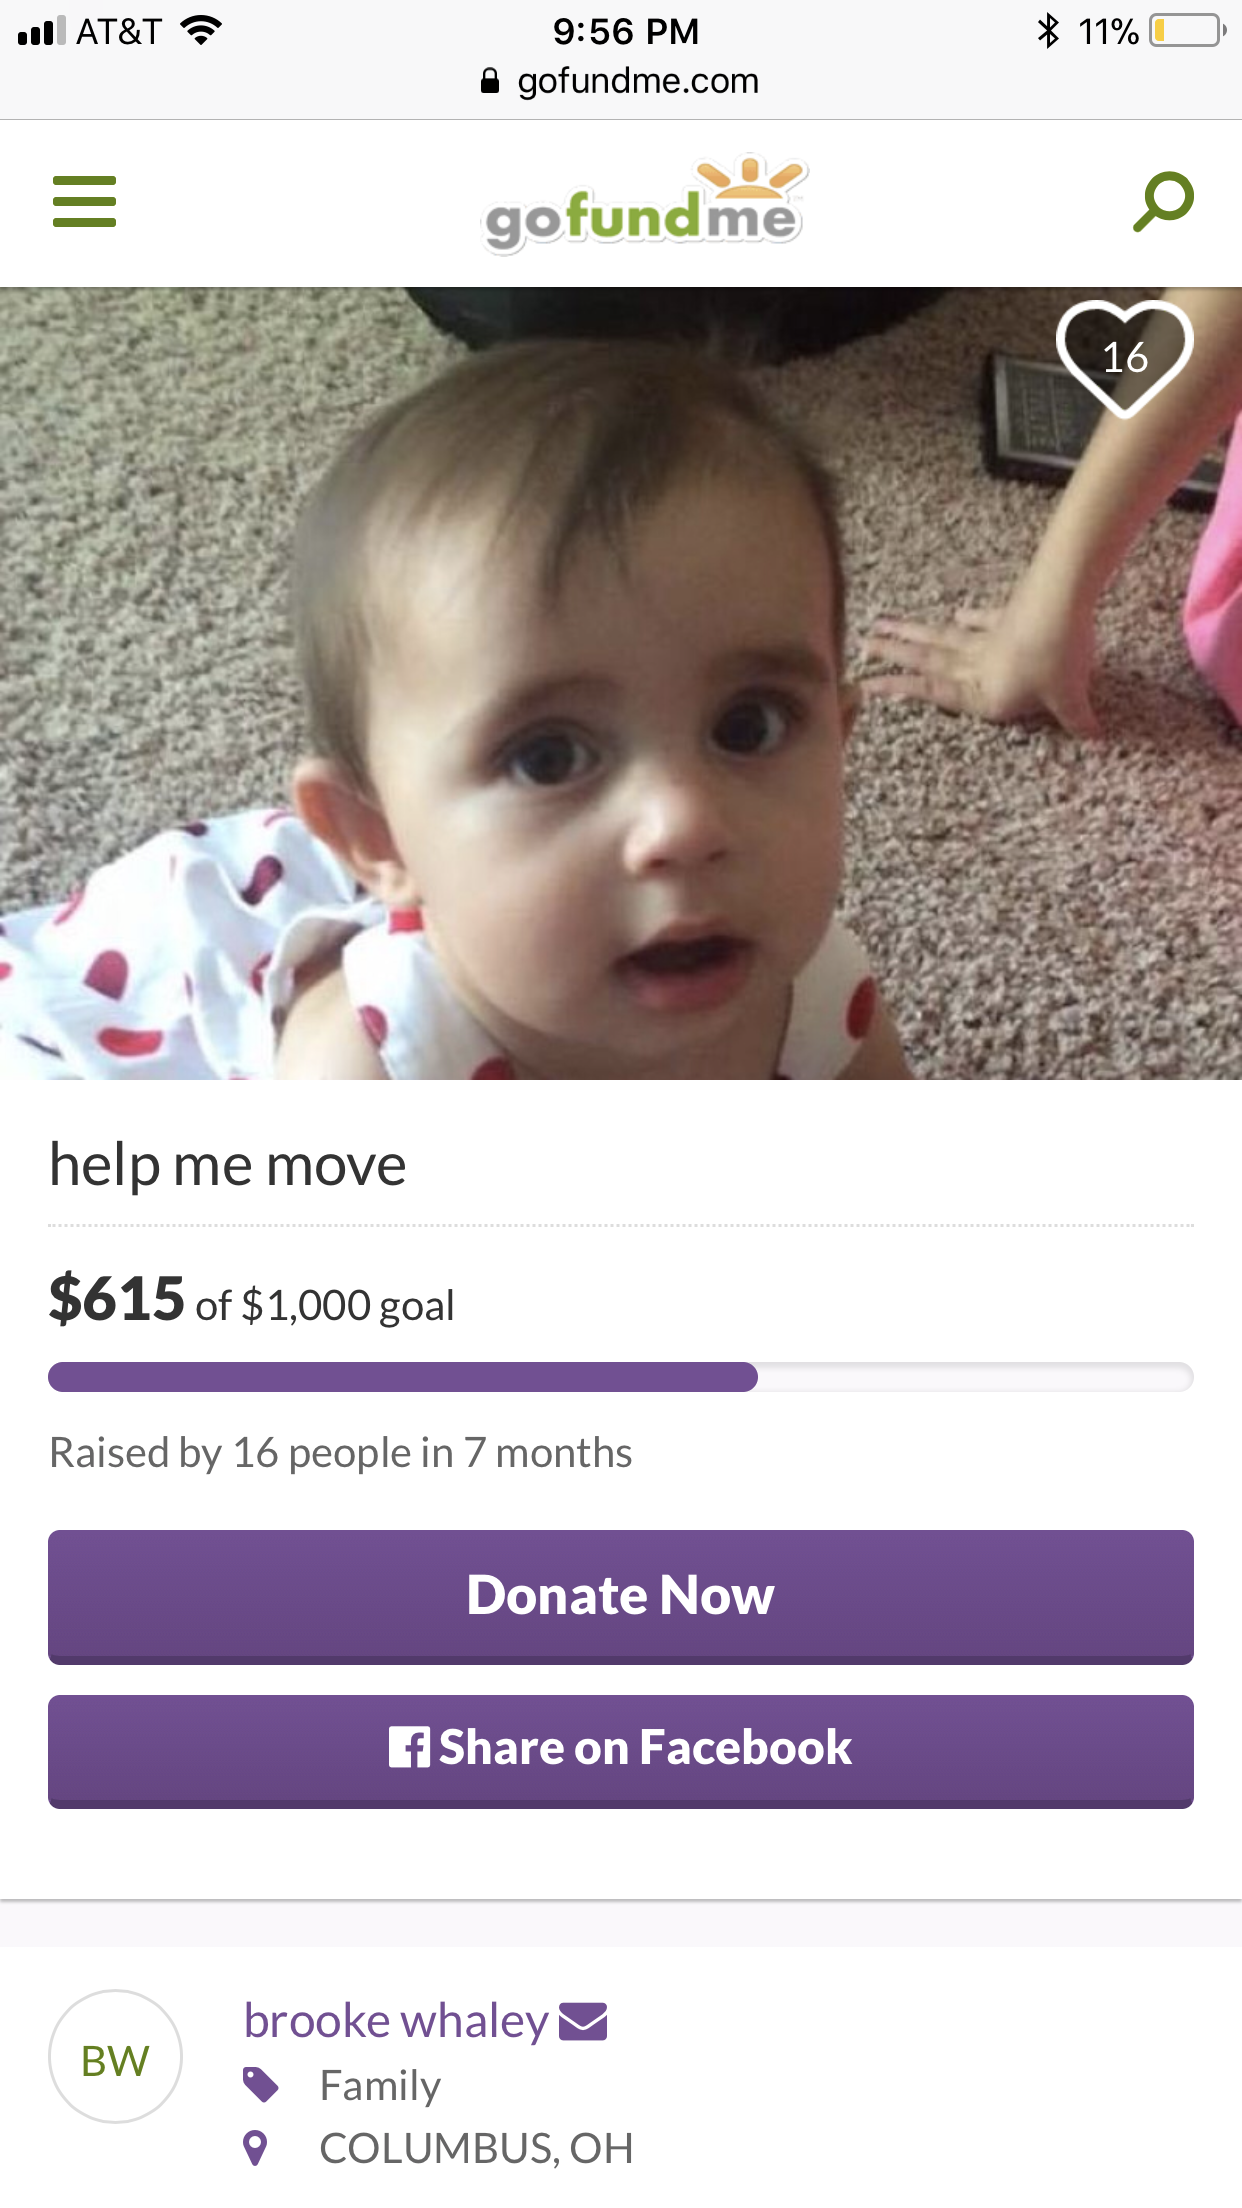 AT&T 9:56 PM 11%
gofundme.com
gofundme
16
help me move
$615 of $1,000 goal
Raised by 16 people in 7 months
Donate Now
Share on Facebook
BW
brooke whaley
Family
COLUMBUS, OH